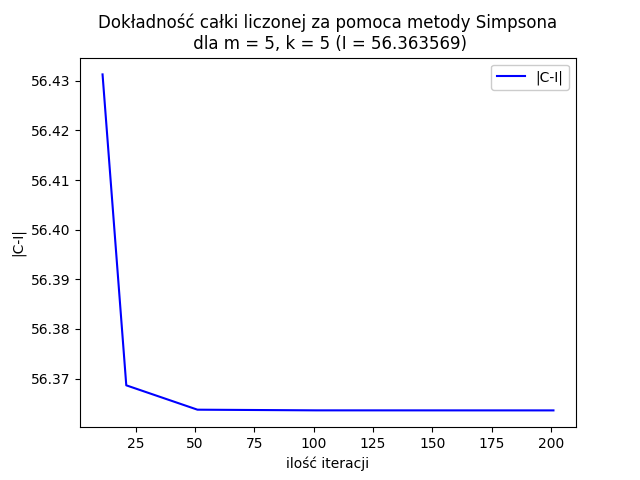 Dokładność całki liczonej za pomoca metody Simpsona
dla m = 5, k = 5 (I = 56.363569)
|C-I|
56.43
56.42
56.41
56.40
56.39
56.38
56.37
|C-I|
25 50 75 100 125 150 175 200
ilość iteracji